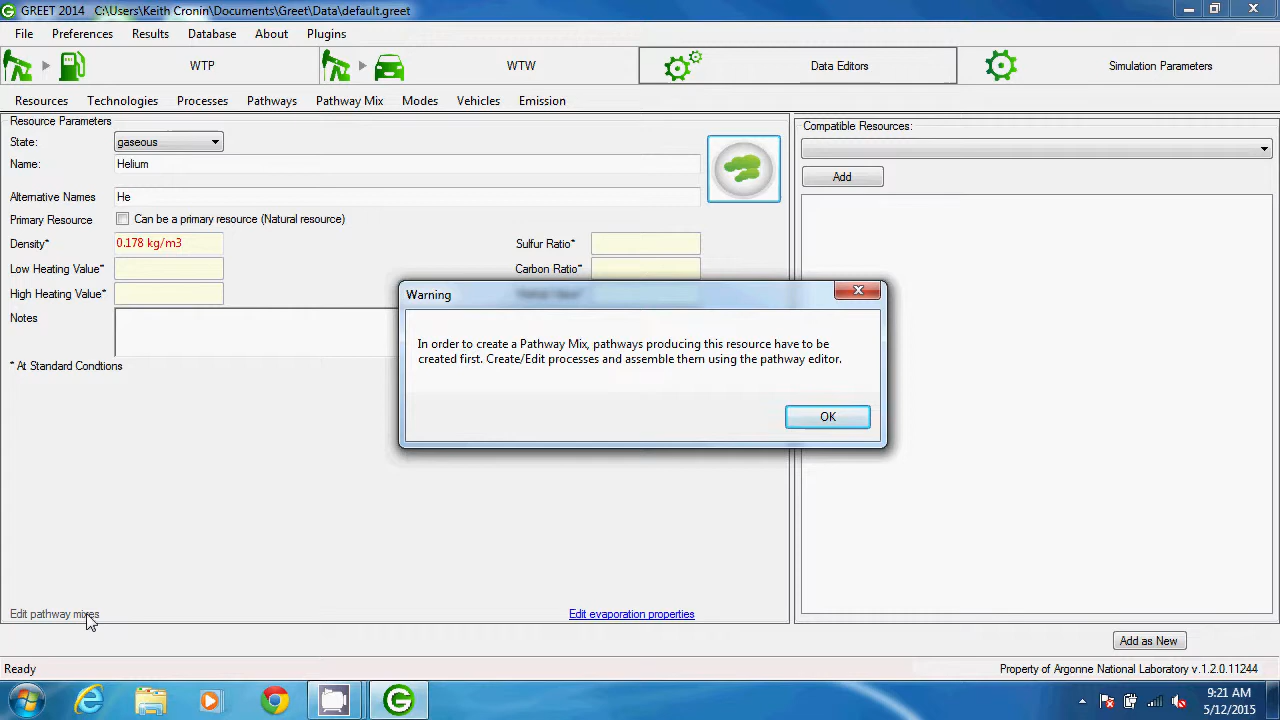 GREET 2014 C:\Users\Keith Cronin\Documents\Greet\Data\default.greet
File Preferences Results Database About Plugins
WTP WTW Data Editors Simulation Parameters
Resources Technologies Processes Pathways Pathway Mix Modes Vehicles Emission
Resource Parameters
Compatible Resources:
State: gaseous
Name: Helium
Add
Alternative Names He
Primary Resource Can be a primary resource (Natural resource)
Density* 0.178 kg/m3 Sulfur Ratio*
Low Heating Value* Carbon Ratio*
High Heating Value*
Warning
Notes
In order to create a Pathway Mix, pathways producing this resource have to be
created first. Create/Edit processes and assemble them using the pathway editor.
* At Standard Condtions
OK
Edit pathway mixes Edit evaporation properties
Add as New
Ready Property of Argonne National Laboratory v.1.2.0.11244
9:21 AM
5/12/2015